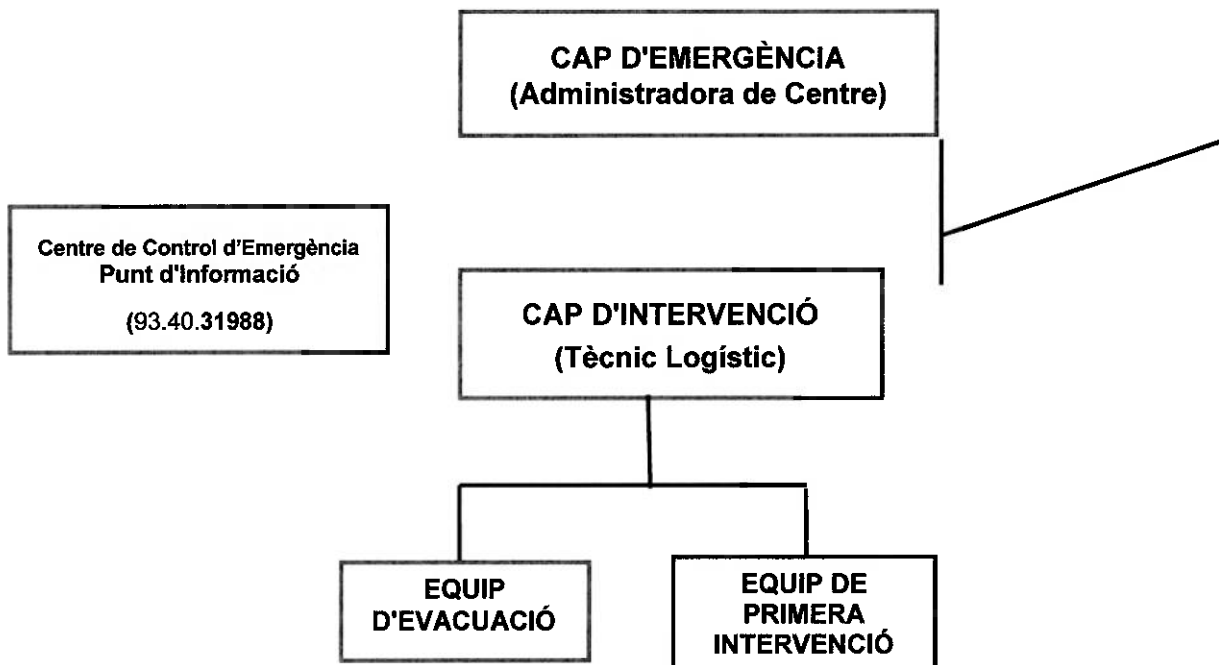 CAP D'EMERGÈNCIA
(Administradora de Centre)
Centre de Control d'Emergència
Punt d'Informació
(93.40.31988)
CAP D'INTERVENCIÓ
(Tècnic Logístic)
EQUIP
D'EVACUACIÓ
EQUIP DE
PRIMERA
INTERVENCIÓ